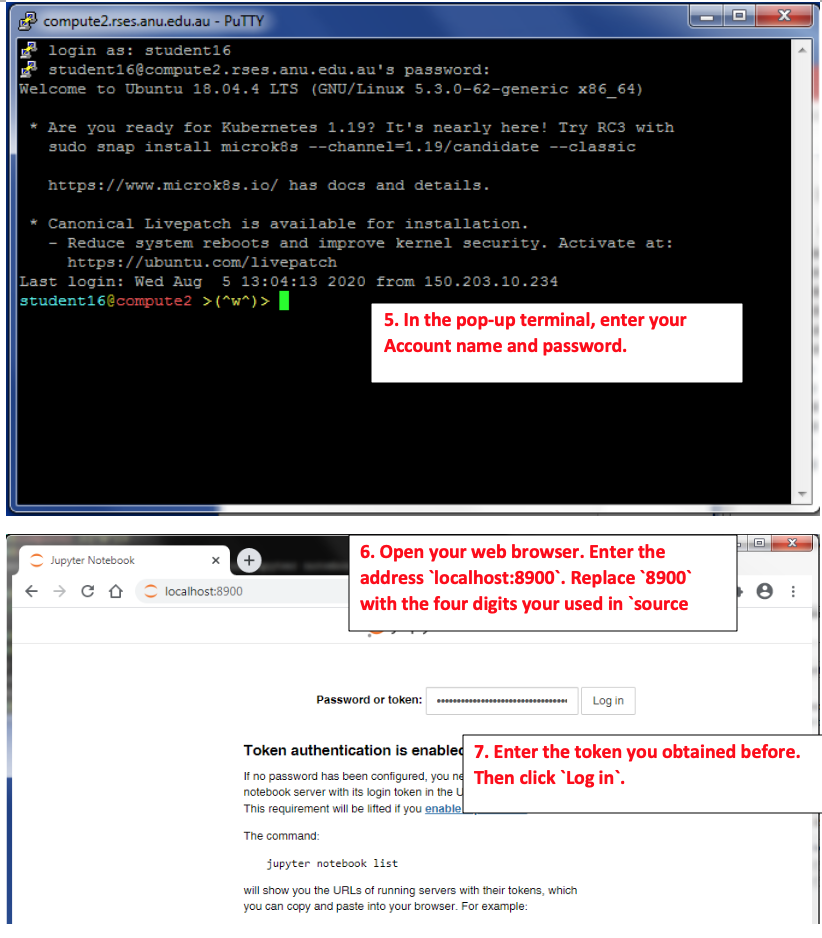 compute2.rses.anu.edu.au - PuTTY
login as: student16
student16@compute2.rses.anu.edu.au's password:
Welcome to Ubuntu 18.04.4 LTS (GNU/Linux 5.3.0-62-generic x86_64)
* Are you ready for Kubernetes 1.19? It's nearly here! Try RC3 with
sudo snap install microk8s --channel=1.19/candidate --classic
https://www.microk8s.io/ has docs and details.
* Canonical Livepatch is available for installation.
- Reduce system reboots and improve kernel security. Activate at:
https://ubuntu.com/livepatch
Last login: Wed Aug  5 13:04:13 2020 from 150.203.10.234
student16@compute2 >(^w^)>
5. In the pop-up terminal, enter your
Account name and password.
Jupyter Notebook
6. Open your web browser. Enter the
address `localhost:8900`. Replace `8900`
with the four digits your used in `source
localhost:8900
Password or token:
Log in
Token authentication is enabled
7. Enter the token you obtained before.
Then click `Log in`.
If no password has been configured, you ne
notebook server with its login token in the U
This requirement will be lifted if you enable
The command:
jupyter notebook list
will show you the URLs of running servers with their tokens, which
you can copy and paste into your browser. For example: